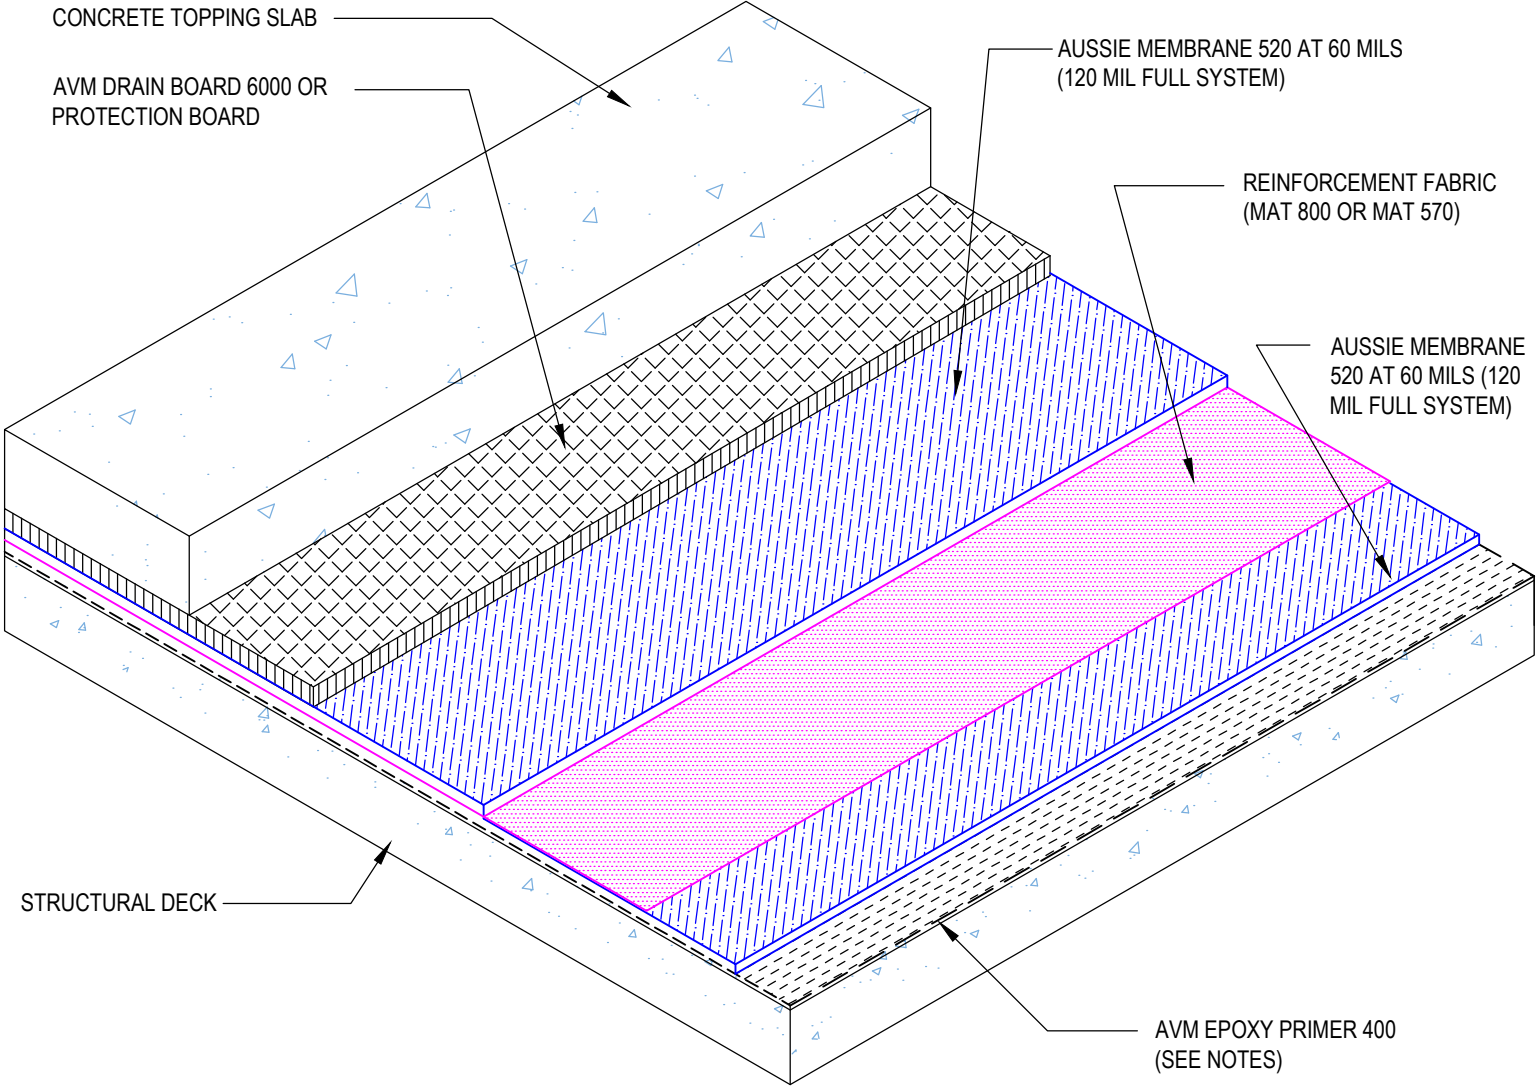 CONCRETE TOPPING SLAB
AVM DRAIN BOARD 6000 OR
PROTECTION BOARD
AUSSIE MEMBRANE 520 AT 60 MILS
(120 MIL FULL SYSTEM)
REINFORCEMENT FABRIC
(MAT 800 OR MAT 570)
AUSSIE MEMBRANE
520 AT 60 MILS (120
MIL FULL SYSTEM)
STRUCTURAL DECK
AVM EPOXY PRIMER 400
(SEE NOTES)